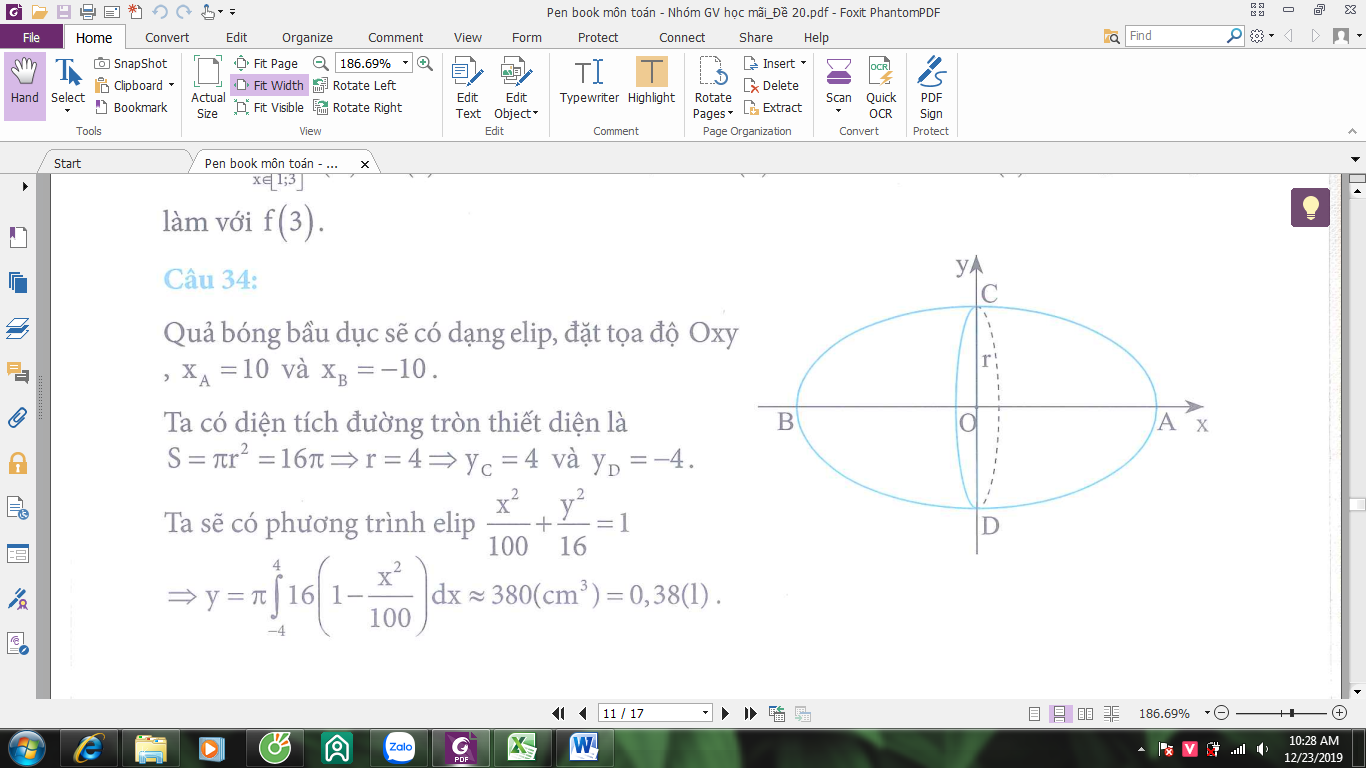 Pen book môn toán - Nhóm GV học mãi_Đề 20.pdf - Foxit PhantomPDF
File Home Convert Edit Organize Comment View Form Protect Connect Share Help Find
Hand
Select
SnapShot
Clipboard
Bookmark
Tools
Actual Size
Fit Page
Fit Width
Fit Visible
186.69%
Rotate Left
Rotate Right
View
Edit Text
Edit Object
Edit
Typewriter
Highlight
Comment
Rotate Pages
Insert
Delete
Extract
Page Organization
Scan
Quick OCR
Convert
PDF Sign
Protect
Start
Pen book môn toán - ...
x∈[1;3]
làm với f(3).
Câu 34:
Quả bóng bầu dục sẽ có dạng elip, đặt tọa độ Oxy
, x_A = 10 và x_B = −10.
Ta có diện tích đường tròn thiết diện là
S = πr² = 16π ⇒ r = 4 ⇒ y_C = 4 và y_D = −4.
Ta sẽ có phương trình elip x²/100 + y²/16 = 1
⇒ y = π∫₋₄⁴ 16(1 − x²/100)dx ≈ 380(cm³) = 0,38(l).
y
C
r
B
O
A
x
D
11 / 17
186.69%
Zalo
PDF
10:28 AM
12/23/2019